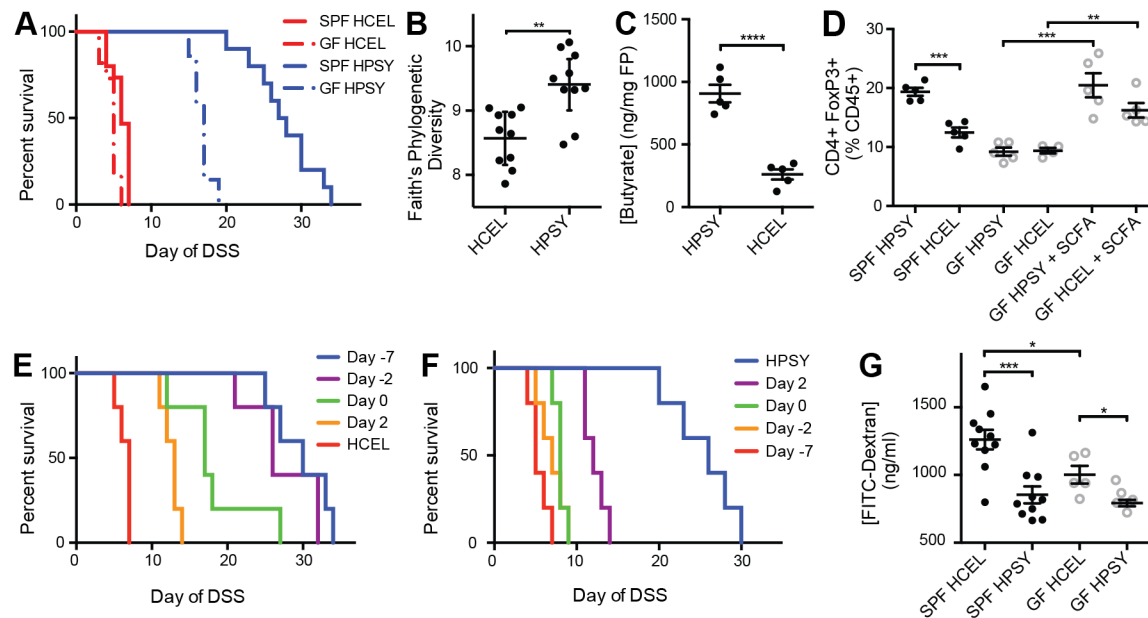 A
Percent survival
100
50
0
0 10 20 30
Day of DSS
SPF HCEL
GF HCEL
SPF HPSY
GF HPSY
B
**
Faith's Phylogenetic
Diversity
10
9
8
HCEL
HPSY
C
****
[Butyrate] (ng/mg FP)
1500
1000
500
0
HPSY
HCEL
D
***
***
**
CD4+ FoxP3+
(% CD45+)
30
20
10
0
SPF HPSY
SPF HCEL
GF HPSY
GF HCEL
GF HPSY + SCFA
GF HCEL + SCFA
E
Percent survival
100
50
0
0 10 20 30
Day of DSS
Day -7
Day -2
Day 0
Day 2
HCEL
F
Percent survival
100
50
0
0 10 20 30
Day of DSS
HPSY
Day 2
Day 0
Day -2
Day -7
G
*
***
*
[FITC-Dextran]
(ng/ml)
1500
1000
500
SPF HCEL
SPF HPSY
GF HCEL
GF HPSY